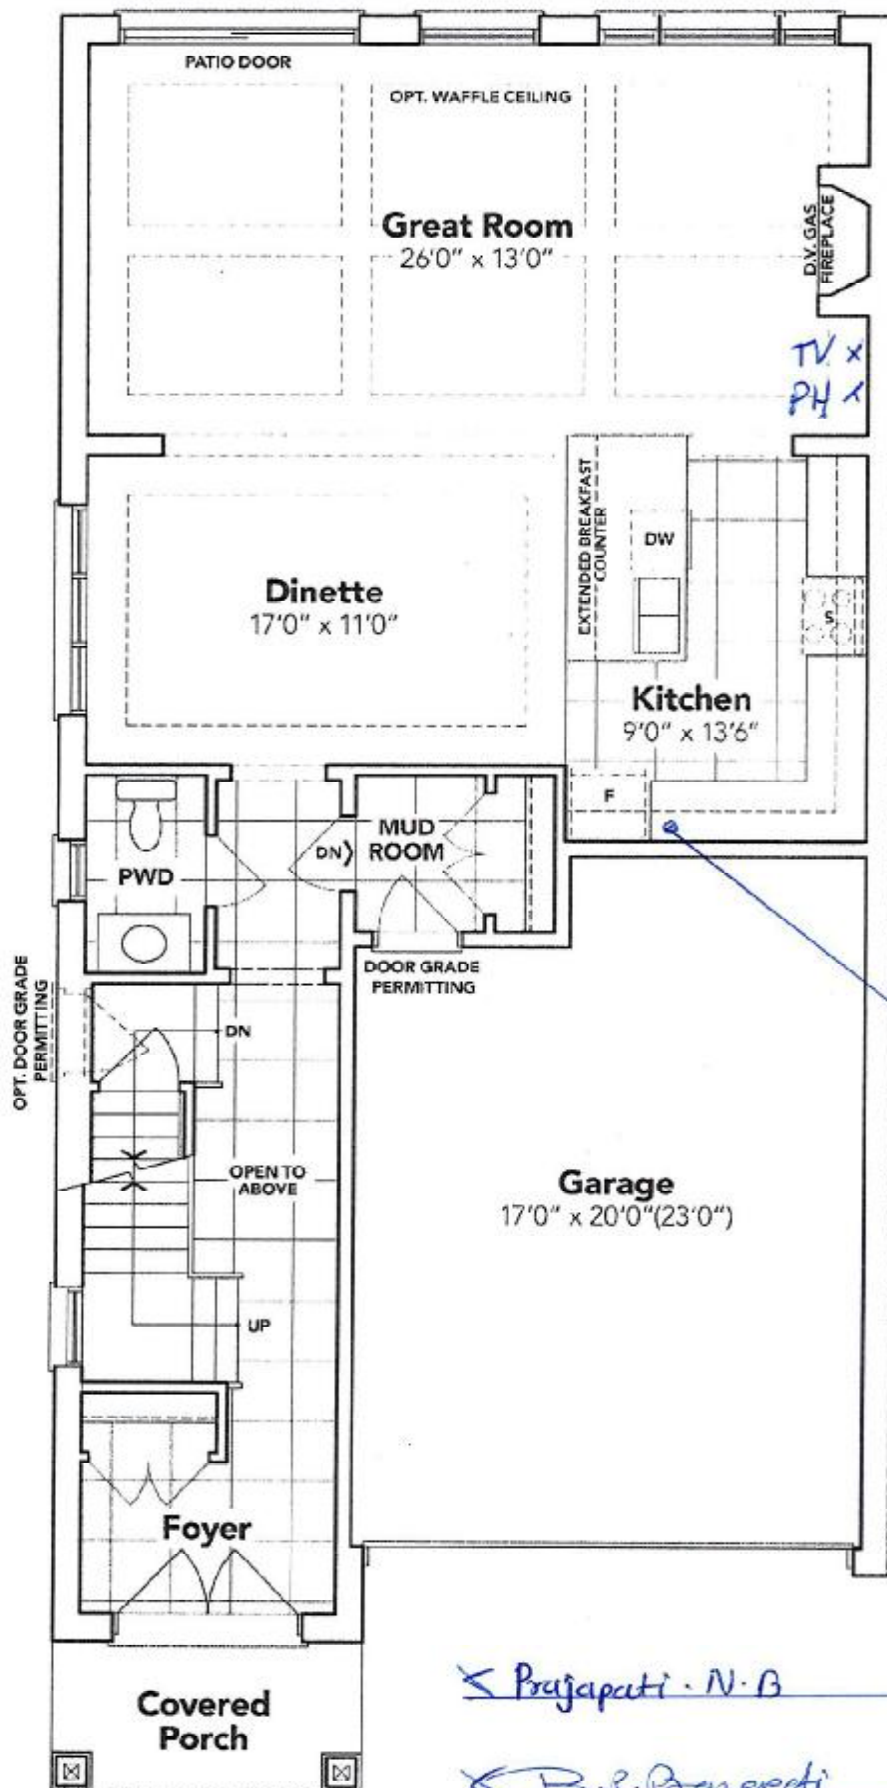 PATIO DOOR
OPT. WAFFLE CEILING
Great Room
26'0" x 13'0"
D.V. GAS
FIREPLACE
TV x
PH x
EXTENDED BREAKFAST
COUNTER
DW
S
Dinette
17'0" x 11'0"
Kitchen
9'0" x 13'6"
F
MUD
ROOM
DN
PWD
DOOR GRADE
PERMITTING
OPT. DOOR GRADE
PERMITTING
DN
OPEN TO
ABOVE
Garage
17'0" x 20'0"(23'0")
UP
Foyer
Covered
Porch
x Prajapati . N. B
x